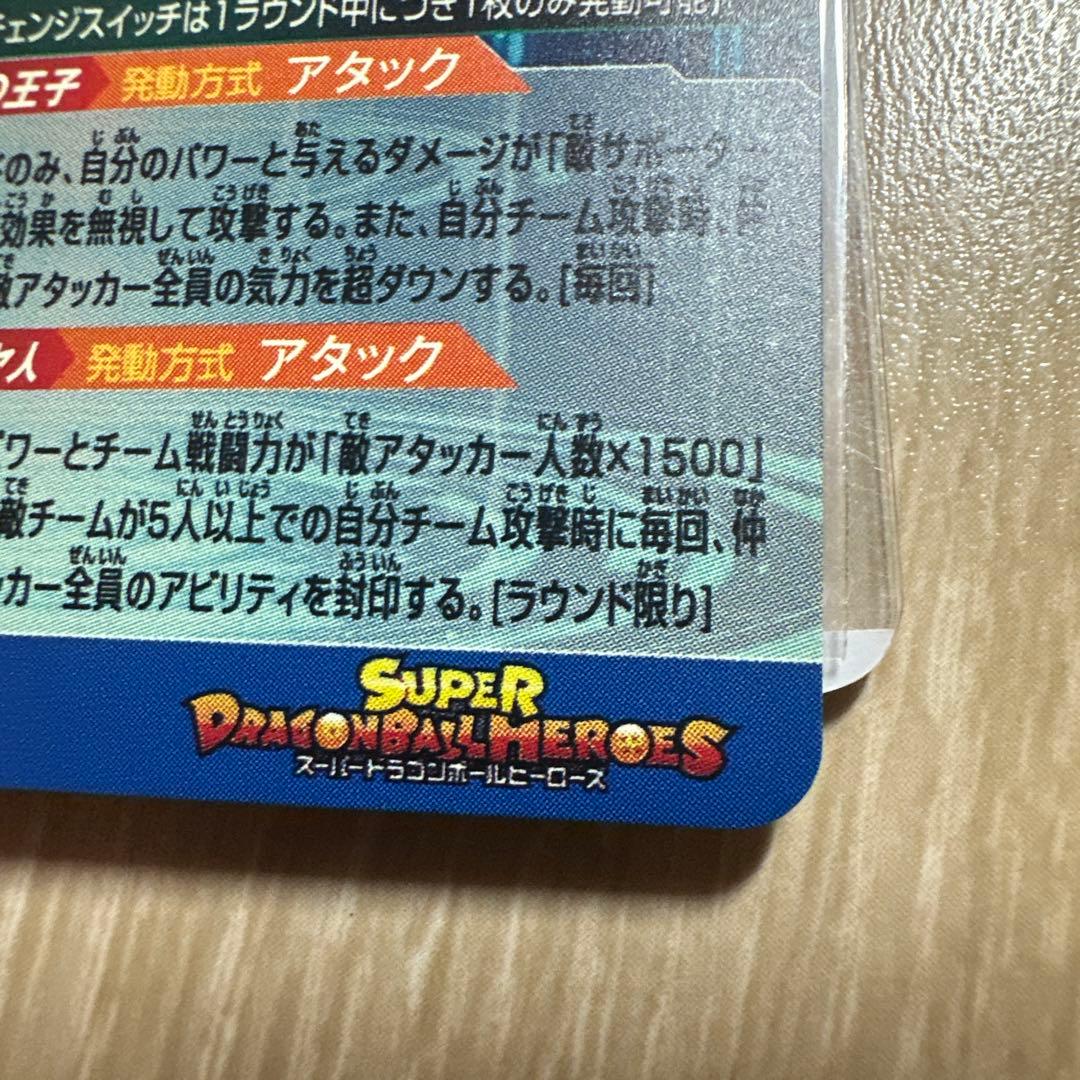 チェンジスイッチは1ラウンド中につき1枚のみ発動可能]
の王子 発動方式 アタック
のみ、自分のパワーと与えるダメージが「敵サポーター
効果を無視して攻撃する。また、自分チーム攻撃時、仲
敵アタッカー全員の気力を超ダウンする。[毎回]
人 発動方式 アタック
ワーとチーム戦闘力が「敵アタッカー人数×1500」
敵チームが5人以上での自分チーム攻撃時に毎回、仲
ッカー全員のアビリティを封印する。[ラウンド限り]
SUPER
DRAGONBALL HEROES
スーパードラゴンボールヒーローズ